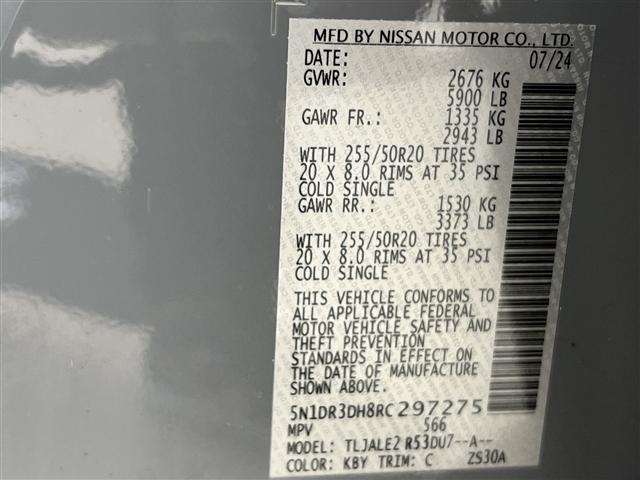 MFD BY NISSAN MOTOR CO., LTD.
DATE: 07/24
GVWR: 2676 KG
5900 LB
GAWR FR.: 1335 KG
2943 LB
WITH 255/50R20 TIRES
20 X 8.0 RIMS AT 35 PSI
COLD SINGLE
GAWR RR.: 1530 KG
3373 LB
WITH 255/50R20 TIRES
20 X 8.0 RIMS AT 35 PSI
COLD SINGLE
THIS VEHICLE CONFORMS TO
ALL APPLICABLE FEDERAL
MOTOR VEHICLE SAFETY AND
THEFT PREVENTION
STANDARDS IN EFFECT ON
THE DATE OF MANUFACTURE
SHOWN ABOVE.
5N1DR3DH8RC297275
MPV 566
MODEL: TLJALE2 R53DU7--A--
COLOR: KBY TRIM: C ZS30A